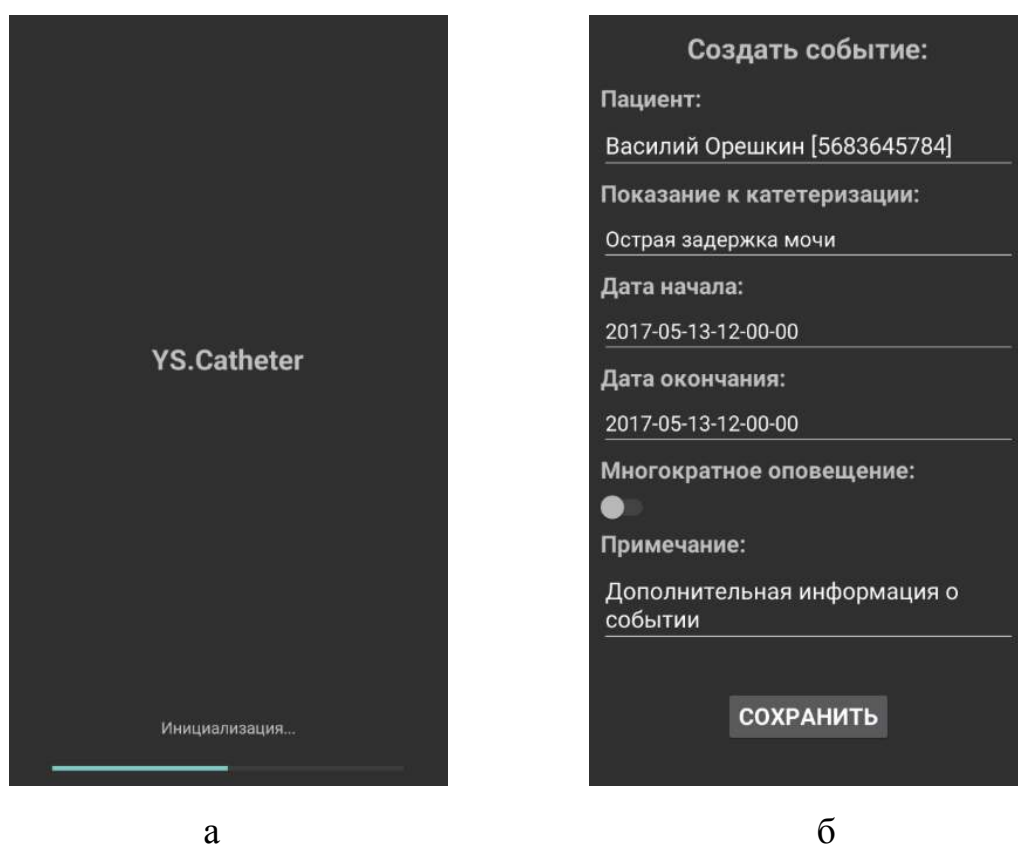 YS.Catheter
Инициализация...
а
Создать событие:
Пациент:
Василий Орешкин [5683645784]
Показание к катетеризации:
Острая задержка мочи
Дата начала:
2017-05-13-12-00-00
Дата окончания:
2017-05-13-12-00-00
Многократное оповещение:
Примечание:
Дополнительная информация о
событии
СОХРАНИТЬ
б